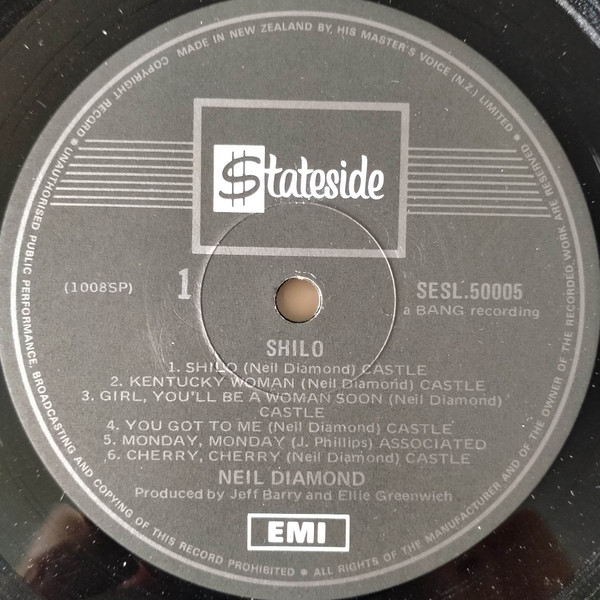 COPYRIGHT RECORD ● MADE IN NEW ZEALAND BY, HIS MASTER'S VOICE (N.Z.) LIMITED ● ALL RIGHTS OF THE MANUFACTURER AND OF THE OWNER OF THE RECORDED WORK ARE RESERVED
● UNAUTHORISED PUBLIC PERFORMANCE, BROADCASTING AND COPYING OF THIS RECORD PROHIBITED ●
$tateside
(1008SP)
1
SESL.50005
a BANG recording
SHILO
1. SHILO (Neil Diamond) CASTLE
2. KENTUCKY WOMAN (Neil Diamond) CASTLE
3. GIRL, YOU'LL BE A WOMAN SOON (Neil Diamond)
CASTLE
4. YOU GOT TO ME (Neil Diamond) CASTLE
5. MONDAY, MONDAY (J. Phillips) ASSOCIATED
6. CHERRY, CHERRY (Neil Diamond) CASTLE
NEIL DIAMOND
Produced by Jeff Barry and Ellie Greenwich
EMI